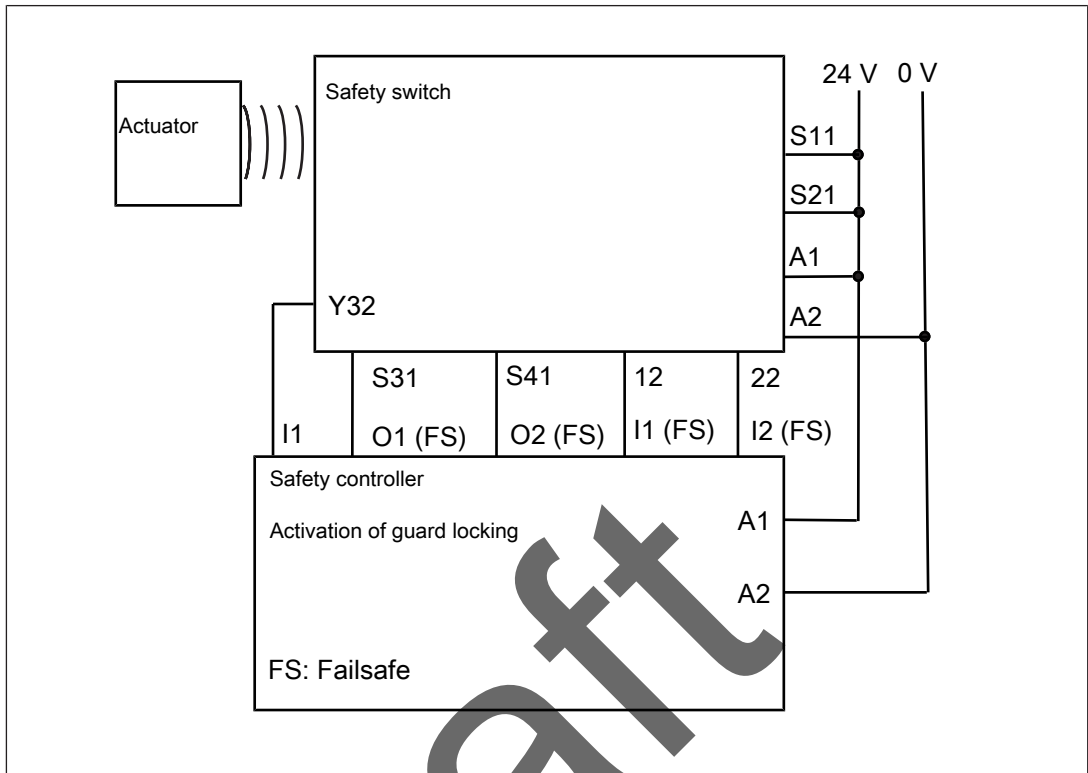 24 V 0 V
Safety switch
Actuator
S11
S21
A1
A2
Y32
S31 S41 12 22
I1 O1 (FS) O2 (FS) I1 (FS) I2 (FS)
Safety controller
Activation of guard locking
A1
A2
FS: Failsafe
aft